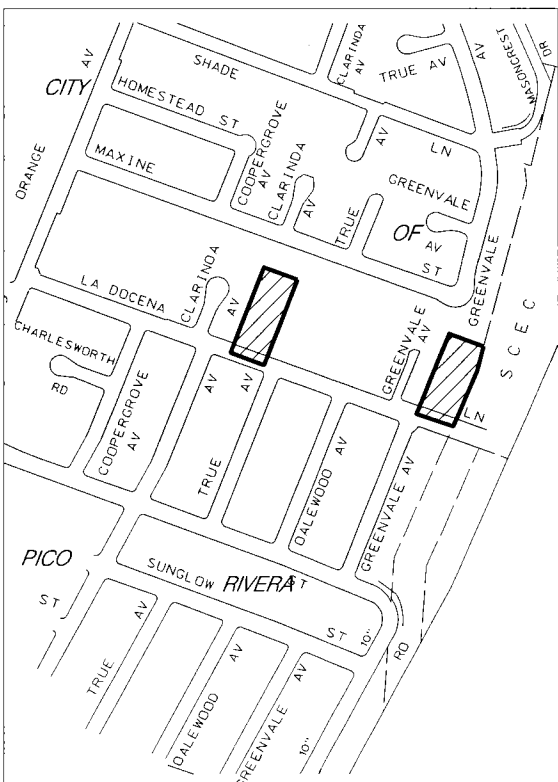 CITY
OF
PICO
RIVERA
SHADE
LN
CLARINDA
AV
TRUE AV
AV
MASONCREST
DR
ORANGE
AV
HOMESTEAD ST
MAXINE
ST
COOPERGROVE
AV
CLARINDA
AV
TRUE
AV
GREENVALE
AV
GREENVALE
SCEC
LA DOCENA
LN
CLARINDA
AV
GREENVALE
AV
CHARLESWORTH
RD
COOPERGROVE
AV
TRUE
AV
AV
OALEWOOD
AV
GREENVALE AV
SUNGLOW
ST
ST
ST
10"
RD
TRUE
AV
OALEWOOD
AV
GREENVALE
AV
10"